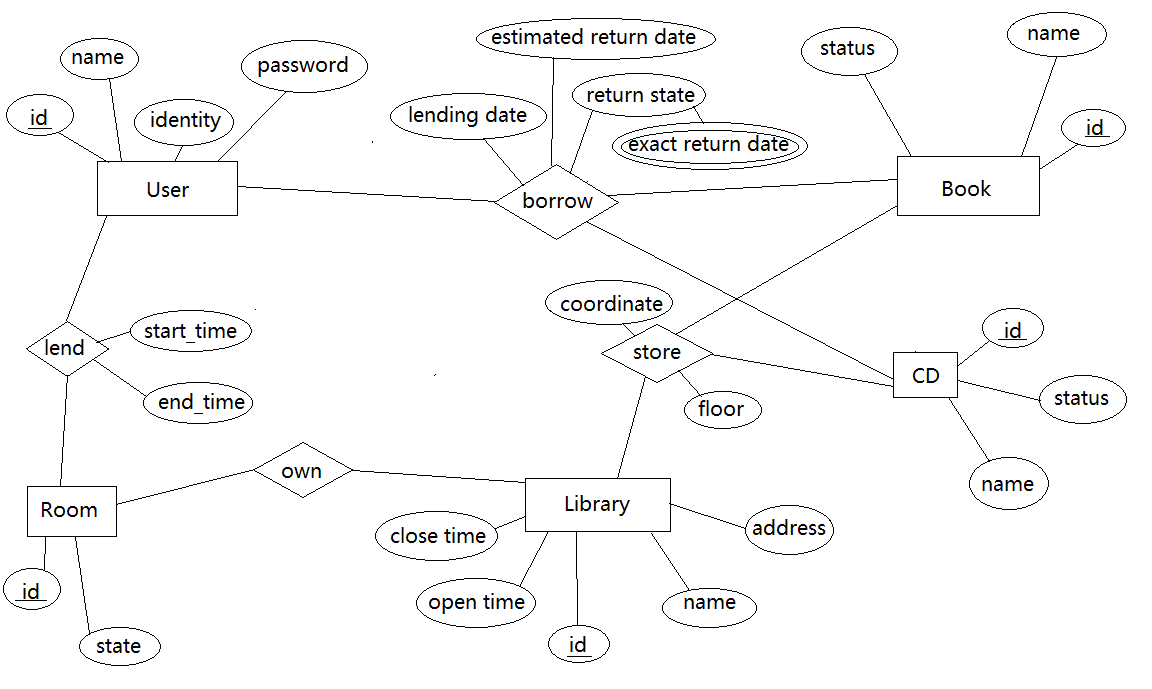 estimated return date
name
status
name
password
id
identity
lending date
return state
exact return date
id
User
borrow
Book
coordinate
id
start_time
lend
store
CD
end_time
floor
status
own
name
Room
Library
close time
address
id
open time
name
state
id